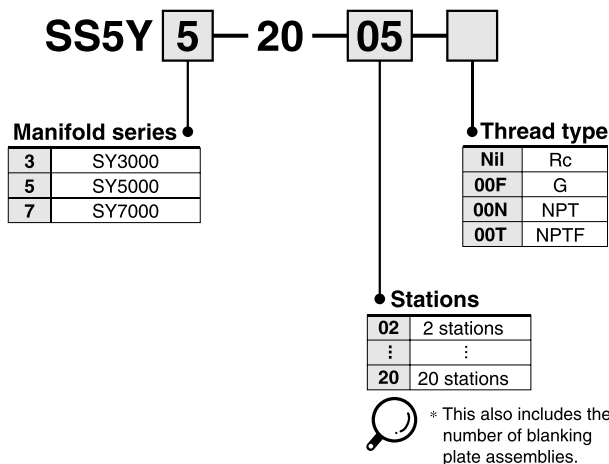 SS5Y 5 — 20 — 05 —
Manifold series
3 SY3000
5 SY5000
7 SY7000
Thread type
Nil Rc
00F G
00N NPT
00T NPTF
Stations
02 2 stations
⋮ ⋮
20 20 stations
* This also includes the
number of blanking
plate assemblies.